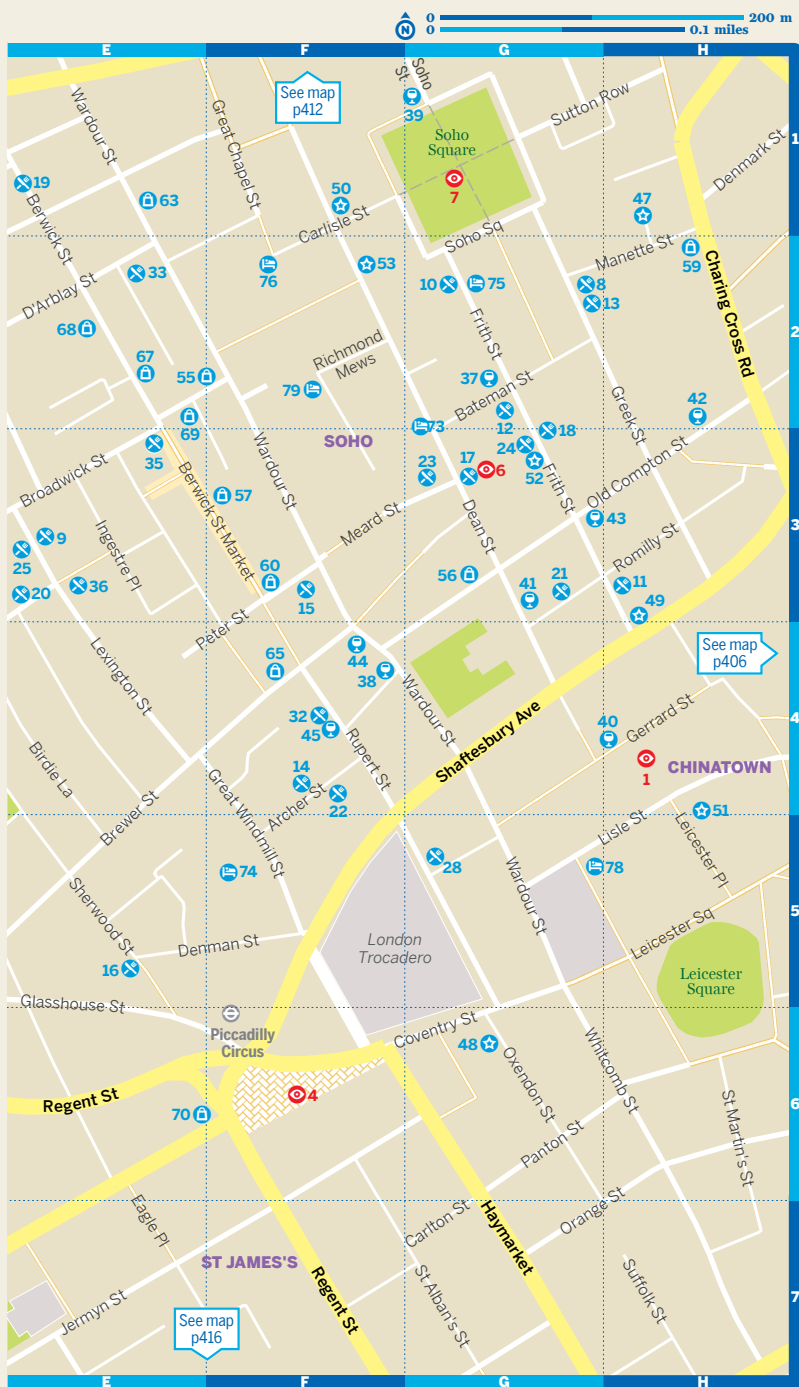 N
0 200 m
0 0.1 miles
E F G H
See map
p412
Soho
St
39
Wardour St
Great Chapel St
Soho
Square
7
Sutton Row
Denmark St
1
19
63
50
Carlisle St
47
Berwick St
Soho Sq
Manette St
59
33
76
53
10
75
8
13
D'Arblay St
Charing Cross Rd
68
Richmond
Mews
Frith St
2
67
55
79
37
Bateman St
69
73
12
18
Greek St
42
35
SOHO
24
Broadwick St
Wardour St
23
17
6
52
Frith St
Old Compton St
57
Berwick St Market
Meard St
Dean St
43
3
9
25
Ingestre Pl
Romilly St
20
36
60
15
56
41
21
11
49
Peter St
44
65
38
See map
p406
Lexington St
Wardour St
32
45
Shaftesbury Ave
40
Gerrard St
4
Rupert St
1
CHINATOWN
Birdie La
14
22
Archer St
Great Windmill St
Brewer St
51
Lisle St
Leicester Pl
28
74
78
Wardour St
Sherwood St
5
Leicester Sq
Denman St
London
Trocadero
16
Leicester
Square
Glasshouse St
Piccadilly
Circus
Coventry St
48
Oxendon St
Whitcomb St
Regent St
4
70
St Martin's St
6
Panton St
Eagle Pl
Carlton St
Orange St
Haymarket
ST JAMES'S
Regent St
St Alban's St
Suffolk St
Jermyn St
7
See map
p416
E F G H